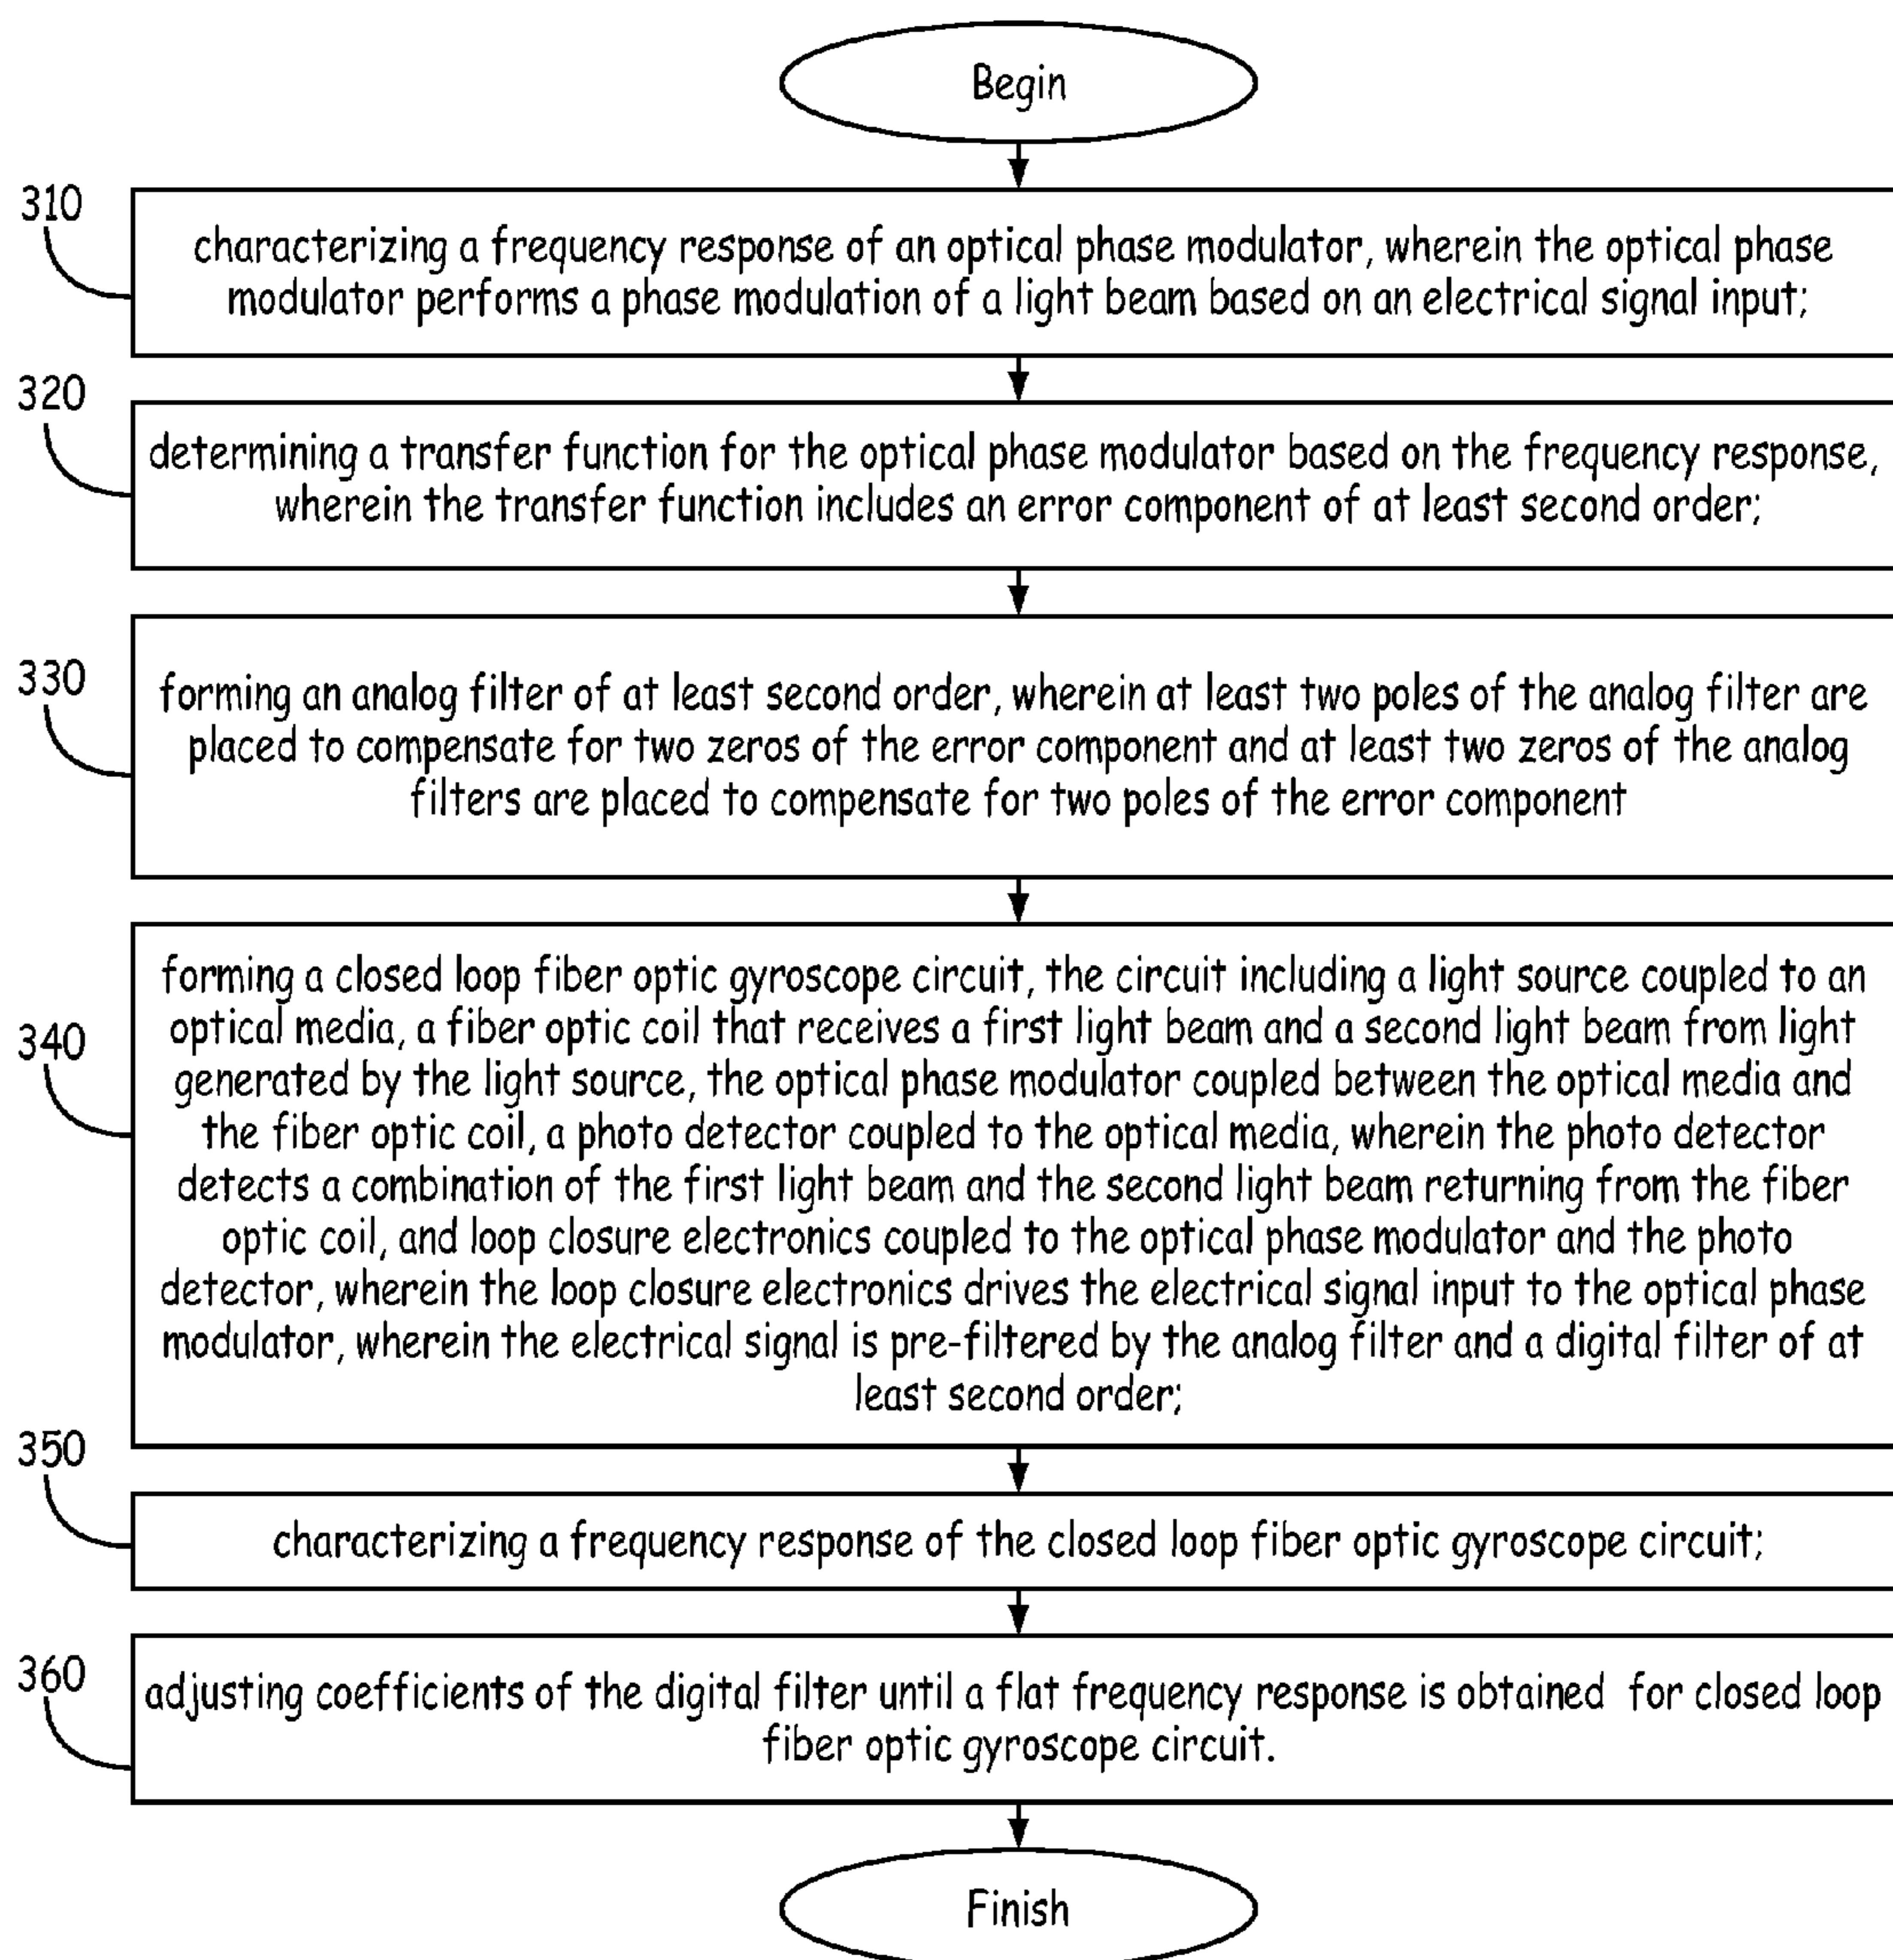 Begin
310
characterizing a frequency response of an optical phase modulator, wherein the optical phase
modulator performs a phase modulation of a light beam based on an electrical signal input;
320
determining a transfer function for the optical phase modulator based on the frequency response,
wherein the transfer function includes an error component of at least second order;
330
forming an analog filter of at least second order, wherein at least two poles of the analog filter are
placed to compensate for two zeros of the error component and at least two zeros of the analog
filters are placed to compensate for two poles of the error component
340
forming a closed loop fiber optic gyroscope circuit, the circuit including a light source coupled to an
optical media, a fiber optic coil that receives a first light beam and a second light beam from light
generated by the light source, the optical phase modulator coupled between the optical media and
the fiber optic coil, a photo detector coupled to the optical media, wherein the photo detector
detects a combination of the first light beam and the second light beam returning from the fiber
optic coil, and loop closure electronics coupled to the optical phase modulator and the photo
detector, wherein the loop closure electronics drives the electrical signal input to the optical phase
modulator, wherein the electrical signal is pre-filtered by the analog filter and a digital filter of at
least second order;
350
characterizing a frequency response of the closed loop fiber optic gyroscope circuit;
360
adjusting coefficients of the digital filter until a flat frequency response is obtained for closed loop
fiber optic gyroscope circuit.
Finish